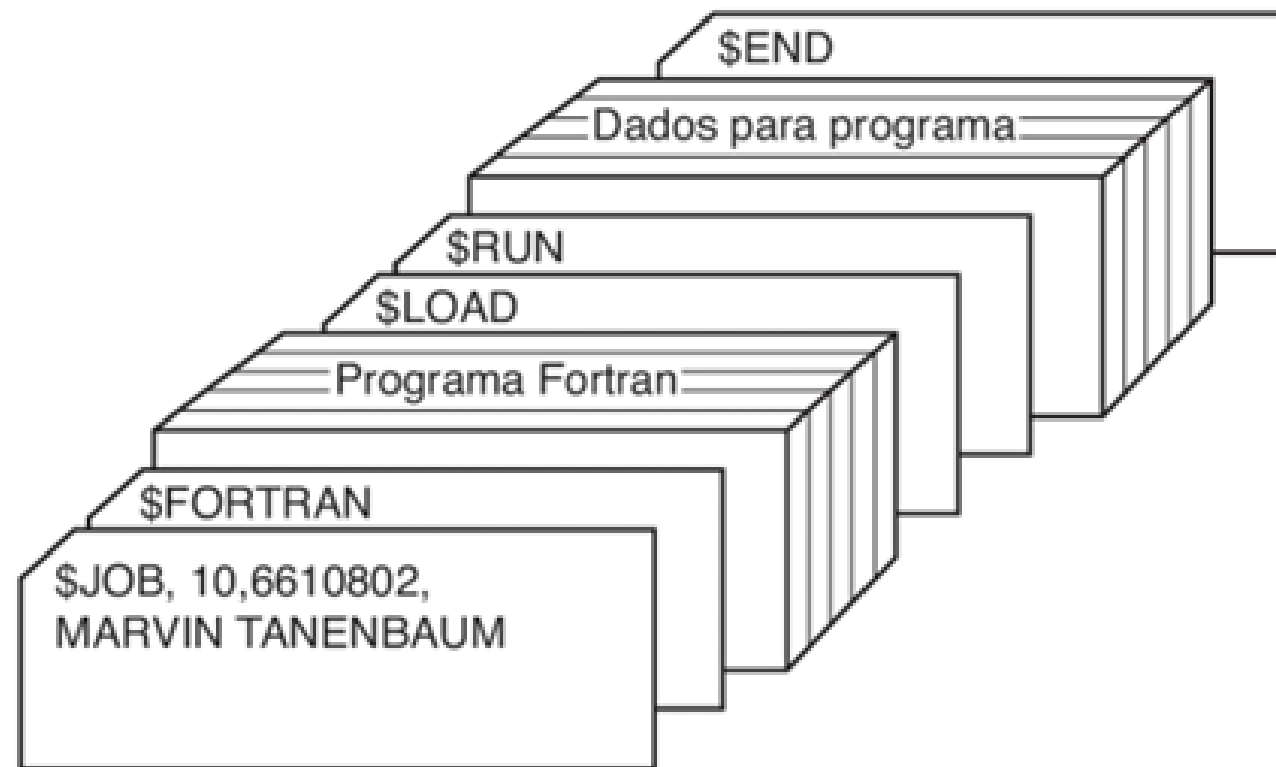 $END
Dados para programa
$RUN
$LOAD
Programa Fortran
$FORTRAN
$JOB, 10,6610802,
MARVIN TANENBAUM